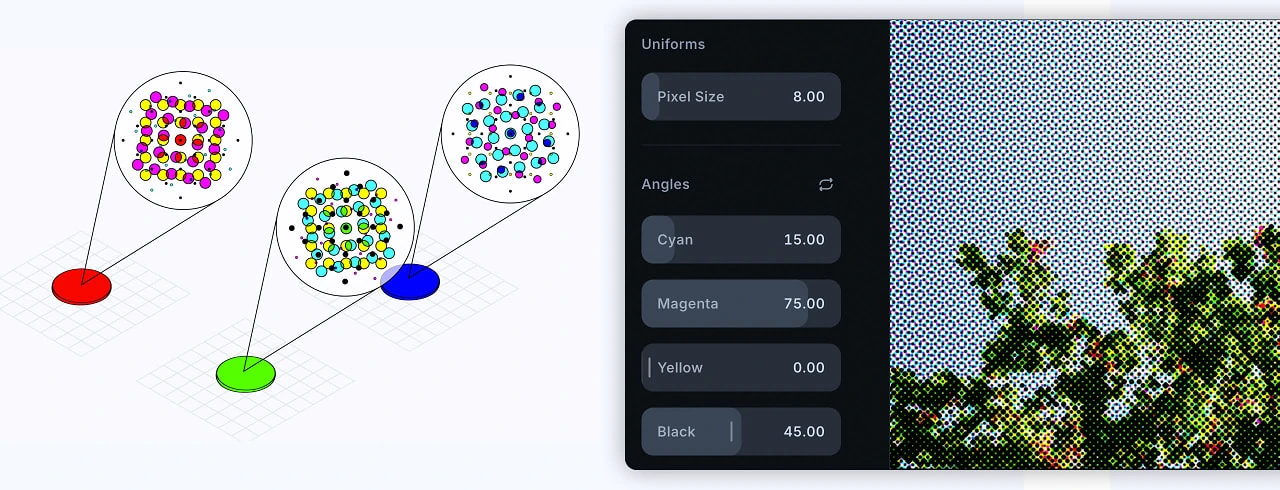 Uniforms
Pixel Size 8.00
Angles
Cyan 15.00
Magenta 75.00
Yellow 0.00
Black 45.00